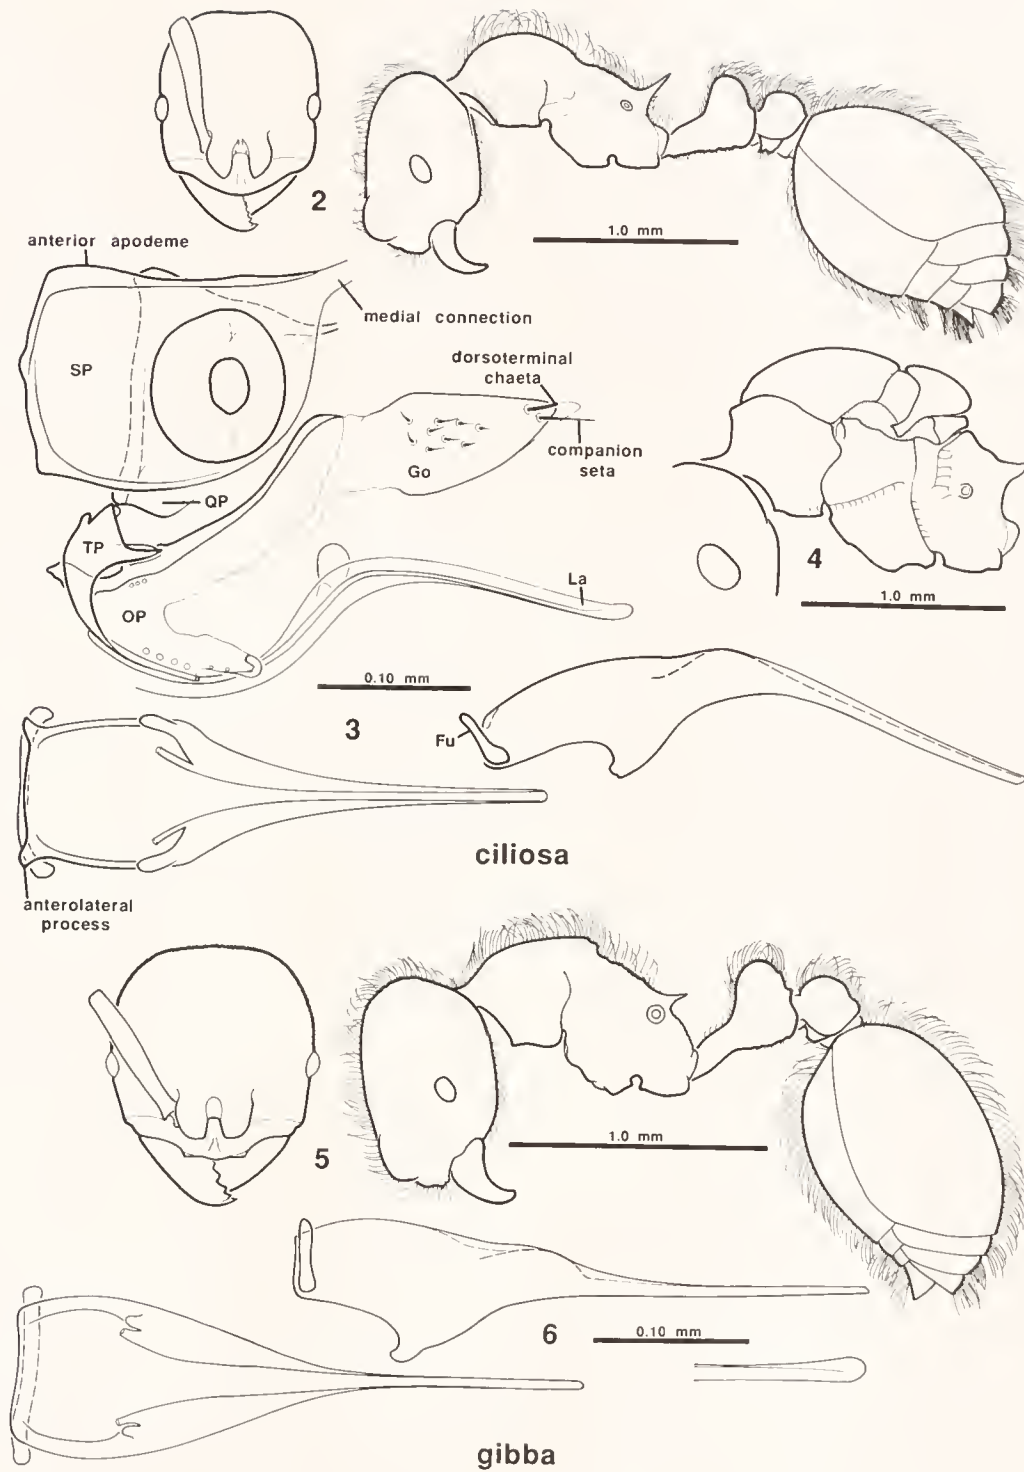 2
1.0 mm
anterior apodeme
medial connection
SP
dorsoterminal
chaeta
companion
seta
Go
QP
TP
OP
La
4
1.0 mm
0.10 mm
3
Fu
ciliosa
anterolateral
process
5
1.0 mm
6
0.10 mm
gibba